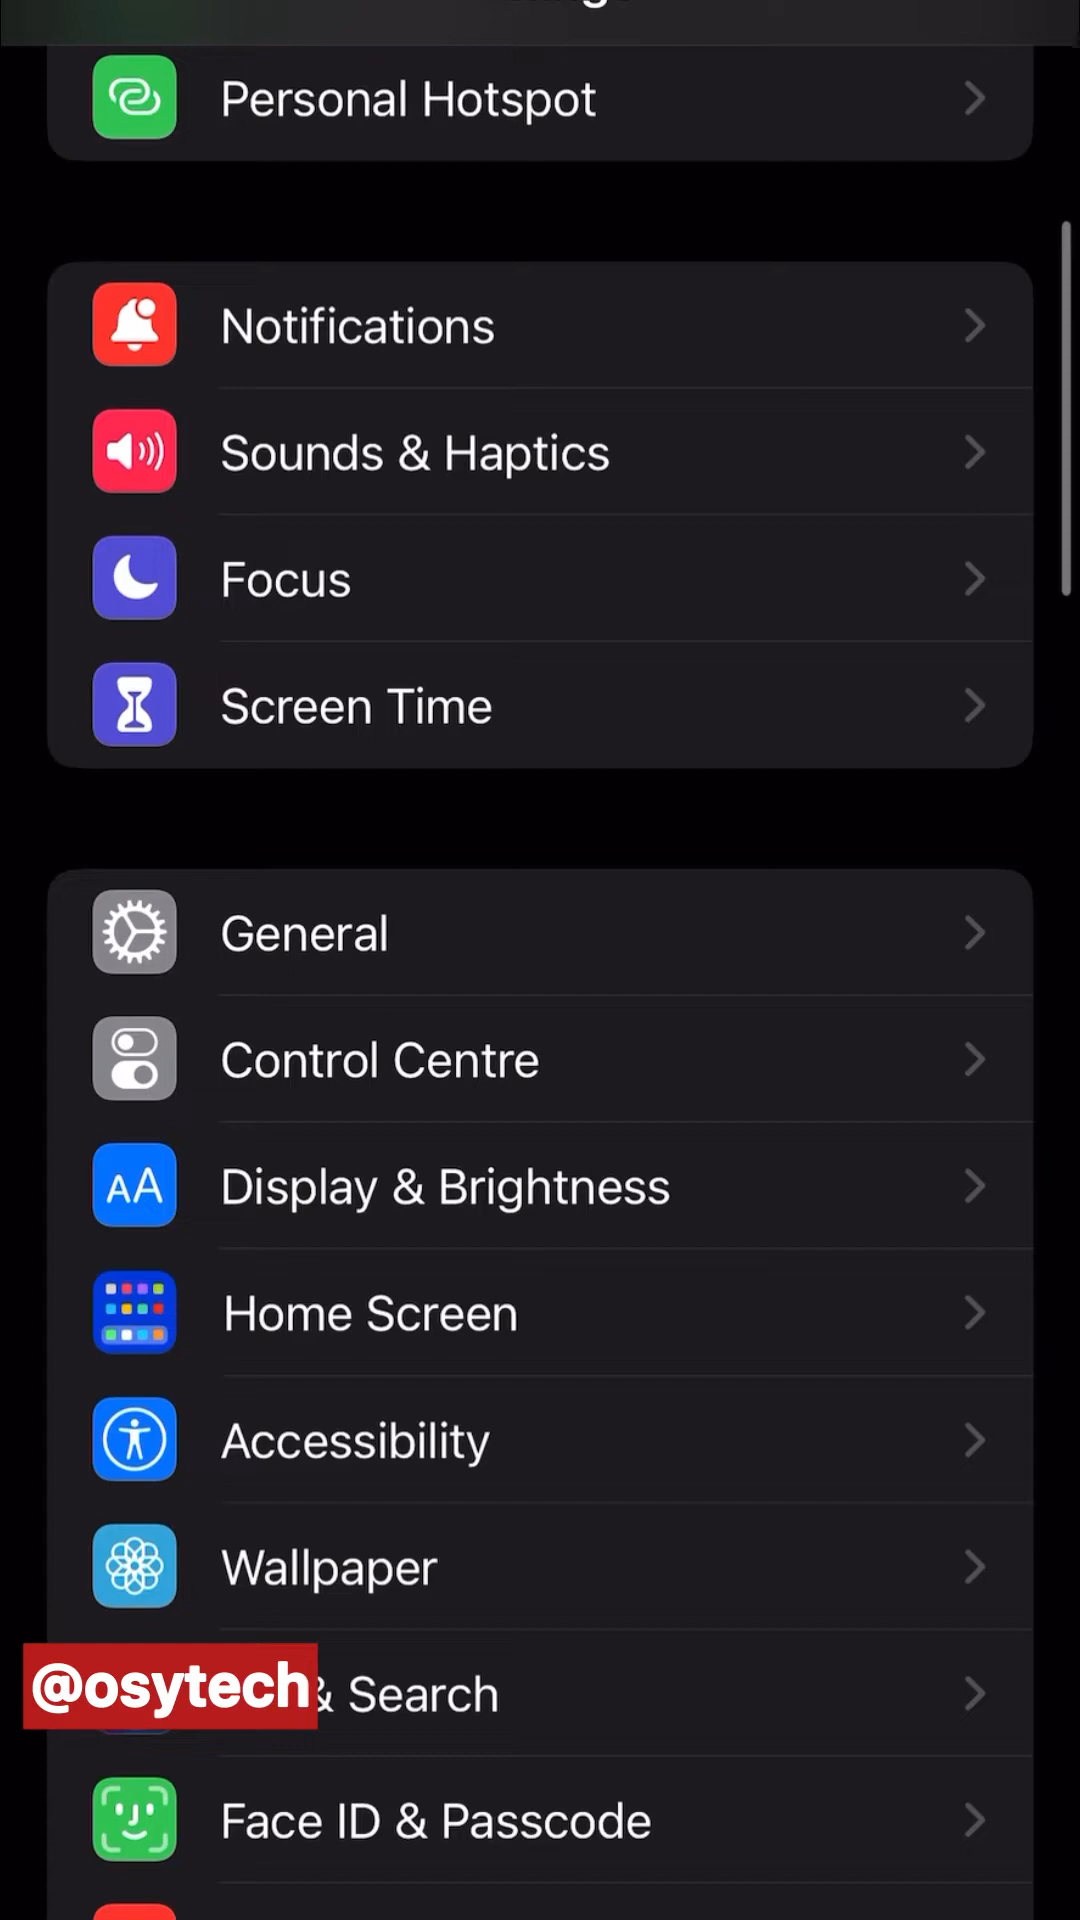 Personal Hotspot
Notifications
Sounds & Haptics
Focus
Screen Time
General
Control Centre
AA Display & Brightness
Home Screen
Accessibility
Wallpaper
@osytech & Search
Face ID & Passcode